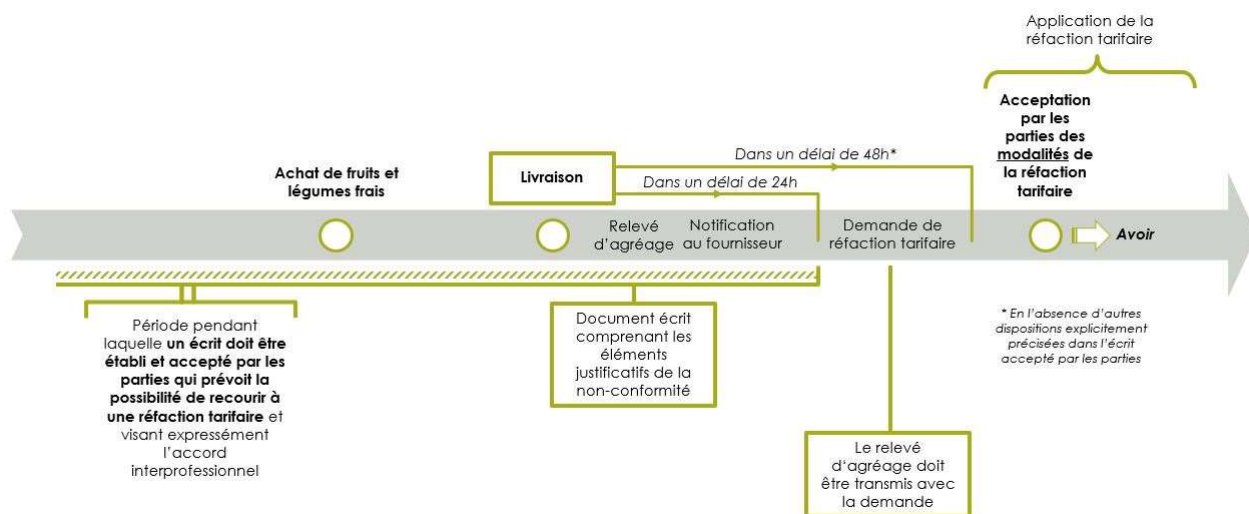 Application de la
réfaction tarifaire
Acceptation
par les
parties des
modalités de
la réfaction
tarifaire
Dans un délai de 48h*
Achat de fruits et
légumes frais
Livraison
Dans un délai de 24h
Relevé
d'agréage
Notification
au fournisseur
Demande de
réfaction tarifaire
Avoir
Période pendant
laquelle un écrit doit être
établi et accepté par les
parties qui prévoit la
possibilité de recourir à
une réfaction tarifaire et
visant expressément
l'accord
interprofessionnel
Document écrit
comprenant les
éléments
justificatifs de la
non-conformité
* En l'absence d'autres
dispositions explicitement
précisées dans l'écrit
accepté par les parties
Le relevé
d'agréage doit
être transmis avec
la demande